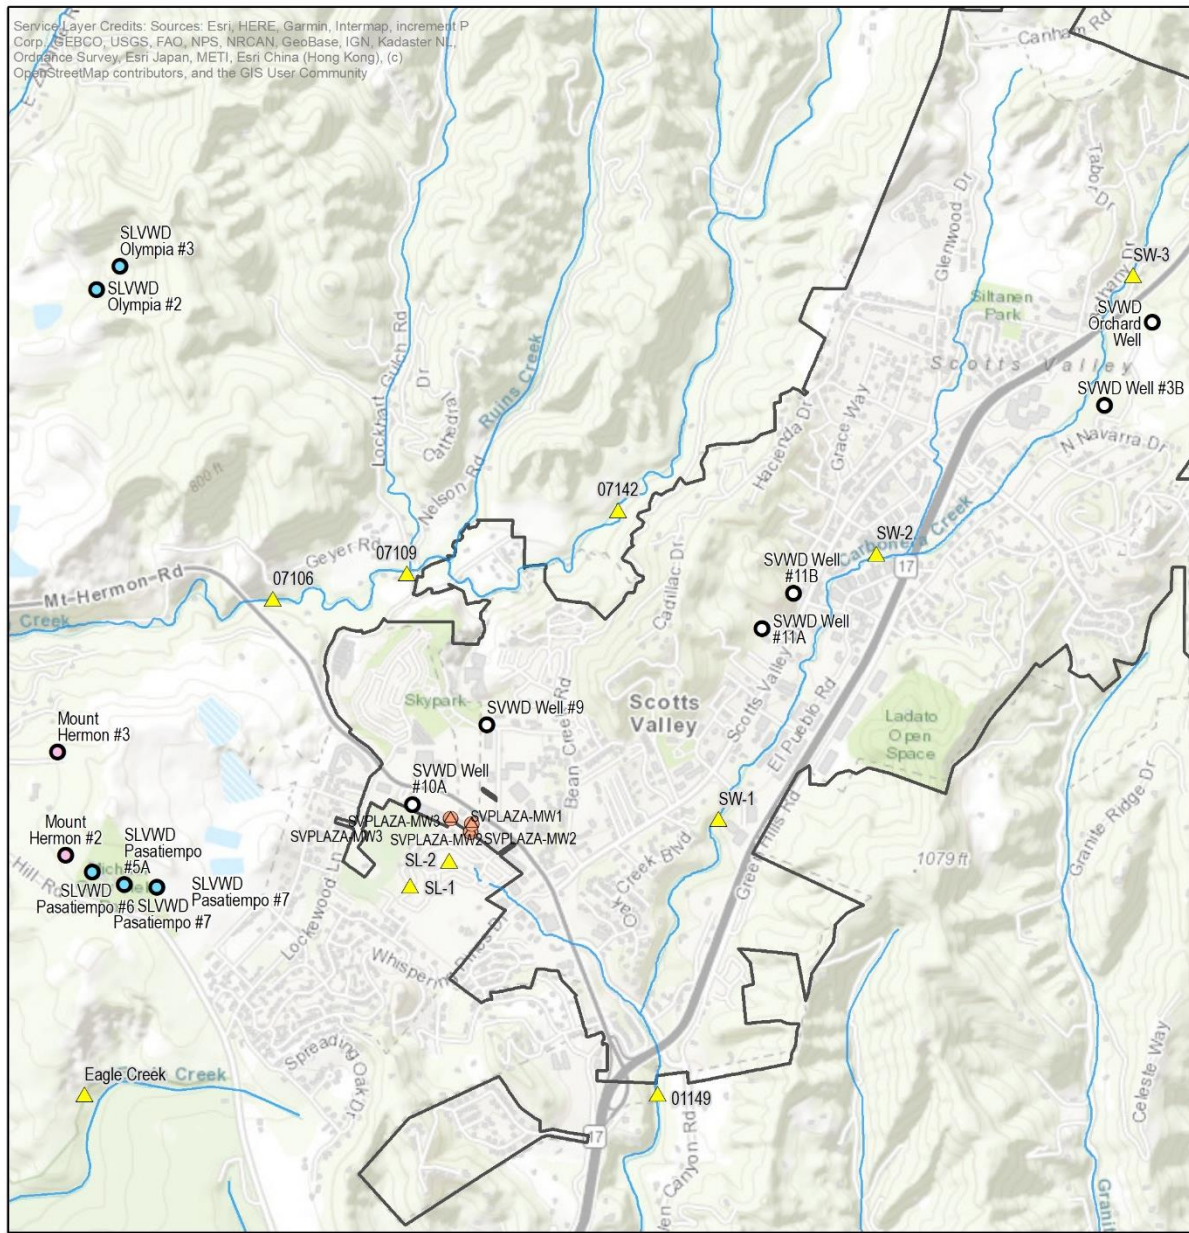 Service Layer Credits: Sources: Esri, HERE, Garmin, Intermap, increment P
Corp., GEBCO, USGS, FAO, NPS, NRCAN, GeoBase, IGN, Kadaster NL,
Ordnance Survey, Esri Japan, METI, Esri China (Hong Kong), (c)
OpenStreetMap contributors, and the GIS User Community
Canham Rd
Tabor Dr
Glenwood Dr
SW-3
SLVWD
Olympia #3
SLVWD
Olympia #2
Siltanen
Park
SVWD
Orchard
Well
Scotts Valley
Lockhart Gulch Rd
Cathedral Dr
Ruins Creek
SVWD Well #3B
Hacienda Dr
Grace Way
N Navarra Dr
800 ft
Nelson Rd
07142
Geyer Rd
07109
Cadillac Dr
SW-2
Carbonera Creek
17
07106
Mt-Hermon-Rd
SVWD Well
#11B
Creek
SVWD Well
#11A
Skypark
Scotts
Valley
Scotts Valley
El Pueblo Rd
Ladato
Open
Space
Mount
Hermon #3
SVWD Well #9
Bean Creek Rd
SVWD Well
#10A
SW-1
Granite Ridge Dr
SVPLAZA-MW3
SVPLAZA-MW1
SVPLAZA-MW3
SVPLAZA-MW2
SVPLAZA-MW2
Mount
Hermon #2
SLVWD
Pasatiempo
#5A
SL-2
1079 ft
SL-1
SLVWD
Pasatiempo #6
SLVWD
Pasatiempo #7
SLVWD
Pasatiempo #7
Lockewood Ln
Oak Creek Blvd
Green Hills Rd
Whispering Pines Dr
Spreading Oak Dr
Eagle Creek
Creek
01149
Celeste Way
17
Canyon Rd
Granit